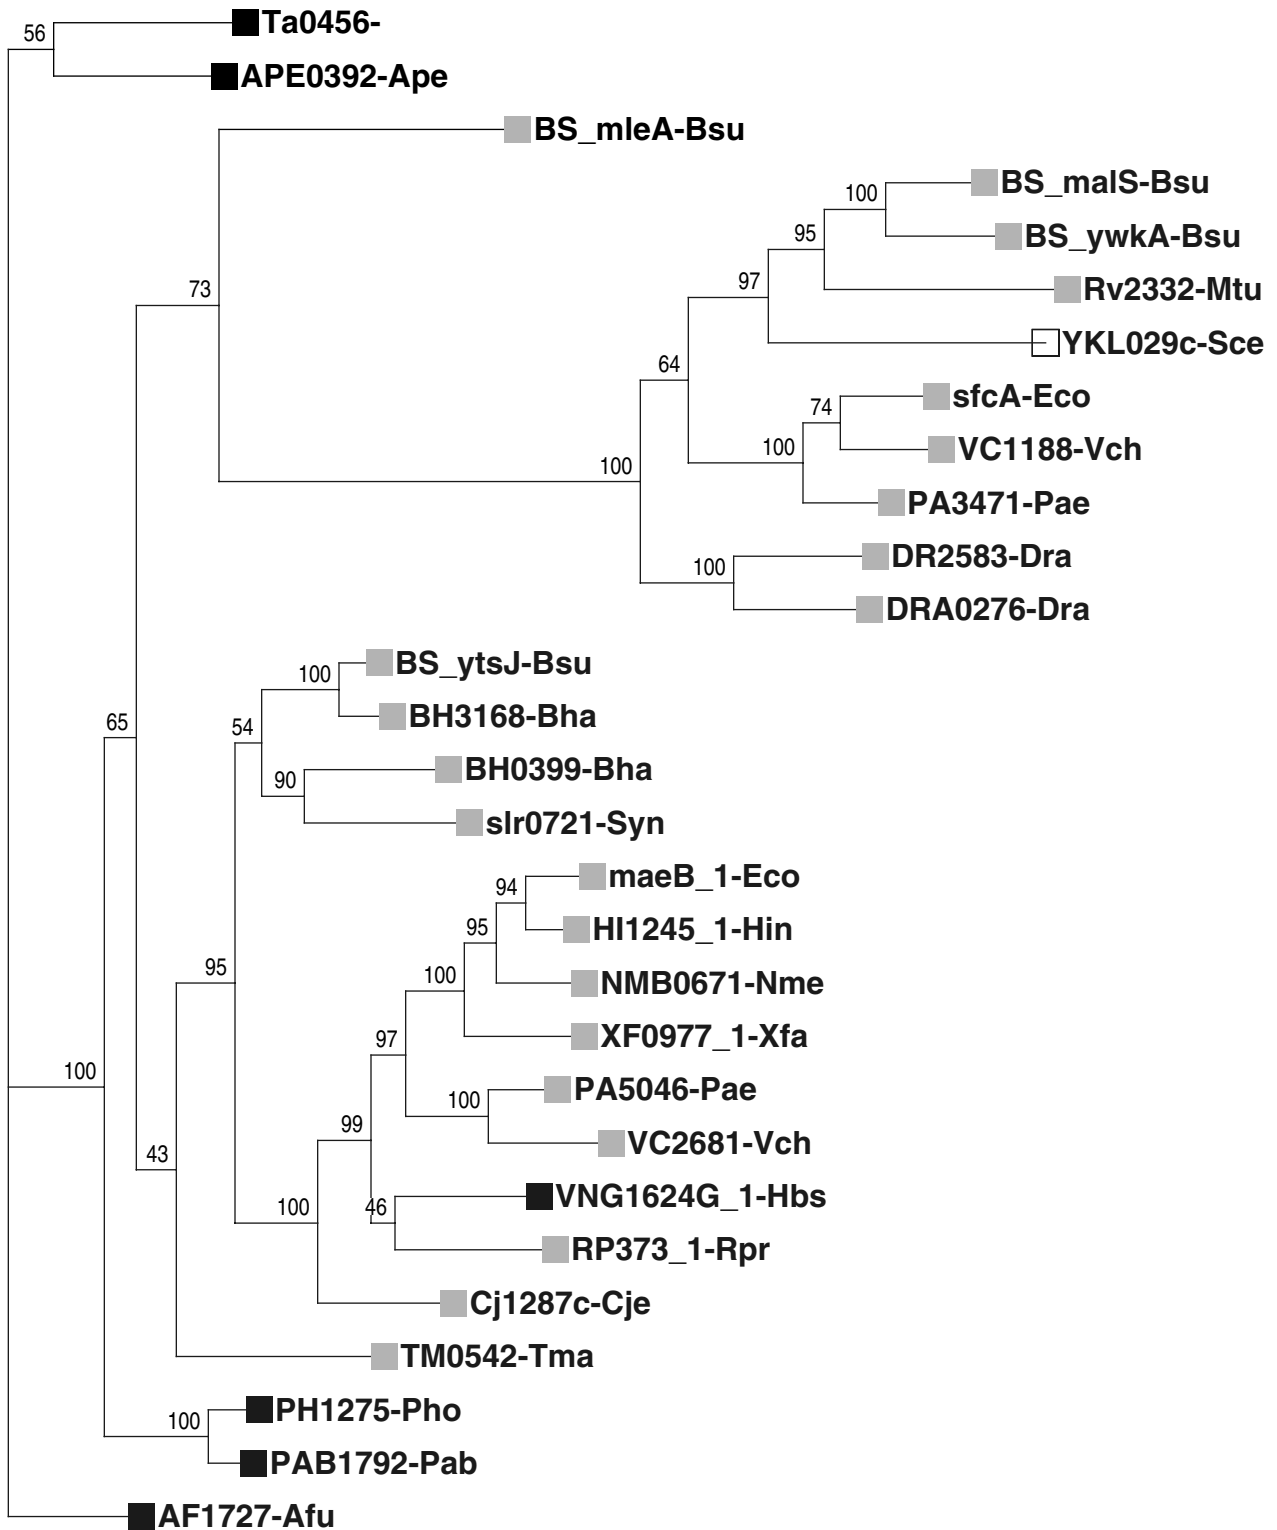 Ta0456-
56
APE0392-Ape
BS_mleA-Bsu
BS_malS-Bsu
100
BS_ywkA-Bsu
95
Rv2332-Mtu
97
73
YKL029c-Sce
64
sfcA-Eco
74
VC1188-Vch
100
100
PA3471-Pae
DR2583-Dra
100
DRA0276-Dra
BS_ytsJ-Bsu
100
BH3168-Bha
65
54
BH0399-Bha
90
slr0721-Syn
maeB_1-Eco
94
HI1245_1-Hin
95
NMB0671-Nme
95
100
XF0977_1-Xfa
97
100
PA5046-Pae
100
99
VC2681-Vch
43
VNG1624G_1-Hbs
100
46
RP373_1-Rpr
Cj1287c-Cje
TM0542-Tma
PH1275-Pho
100
PAB1792-Pab
AF1727-Afu